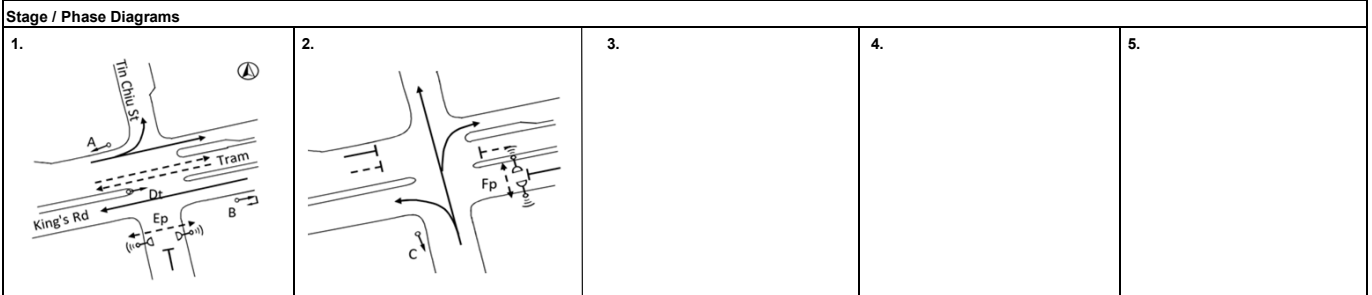 Stage / Phase Diagrams
1.
Tin Chiu St
A
Tram
Dt
King's Rd
Ep
B
2.
Fp
C
3.
4.
5.